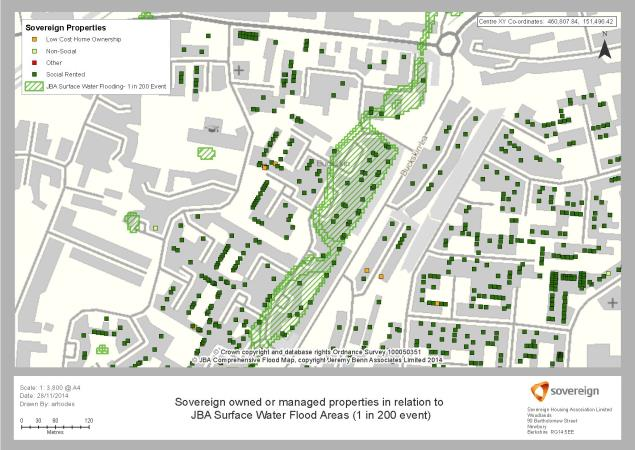 Sovereign Properties
Low Cost Home Ownership
Non-Social
Other
Social Rented
JBA Surface Water Flooding- 1 in 200 Event
Centre XY Co-ordinates: 460,807.84, 151,496.42
N
Buckskin
Buckskin
© Crown copyright and database rights Ordnance Survey 100050351
© JBA Comprehensive Flood Map, copyright Jeremy Benn Associates Limited 2014
Scale: 1: 3,800 @ A4
Date: 28/11/2014
Drawn By:
0 30 60 120
Metres
Sovereign owned or managed properties in relation to
JBA Surface Water Flood Areas (1 in 200 event)
sovereign
Sovereign Housing Association Limited
Woodlands
90 Bartholomew Street
Newbury
Berkshire RG14 5EE